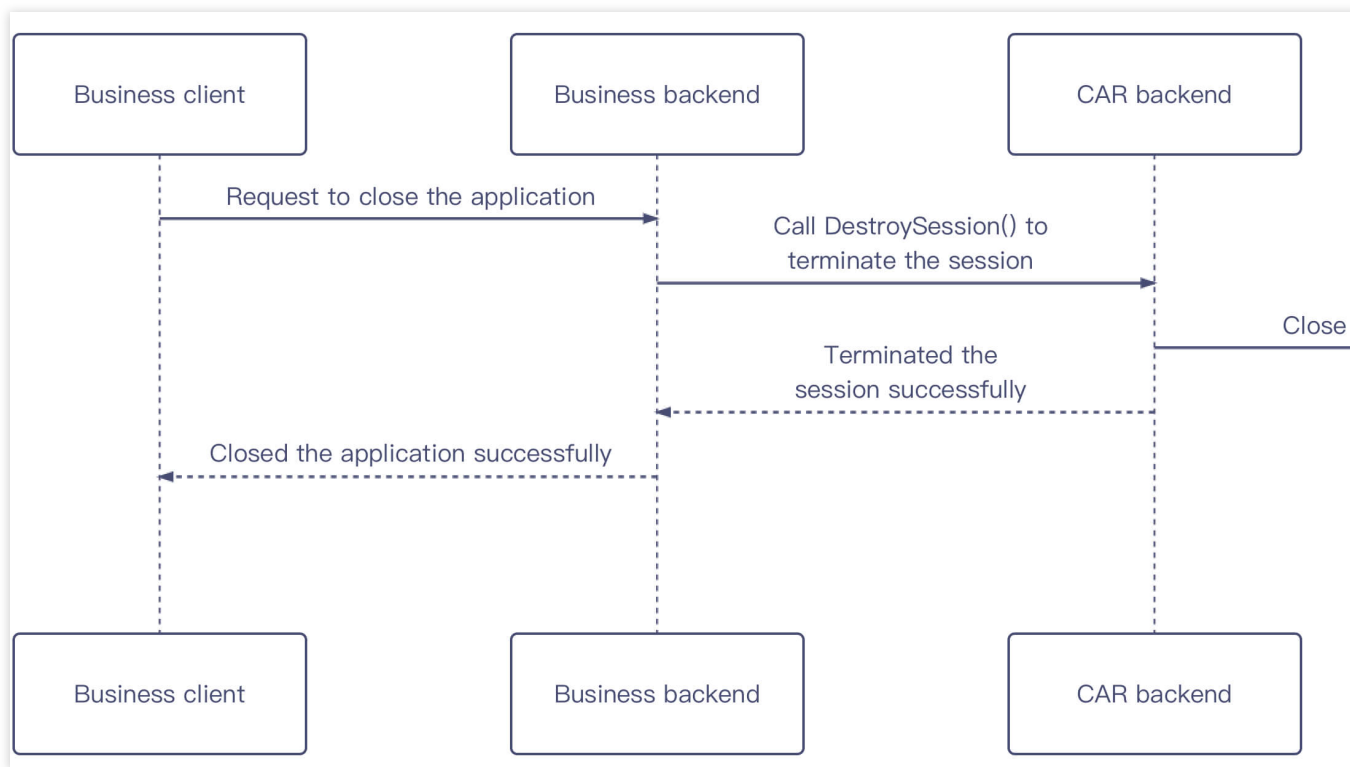 Business client
Business backend
CAR backend
Request to close the application
Call DestroySession() to
terminate the session
Close
Terminated the
session successfully
Closed the application successfully
Business client
Business backend
CAR backend